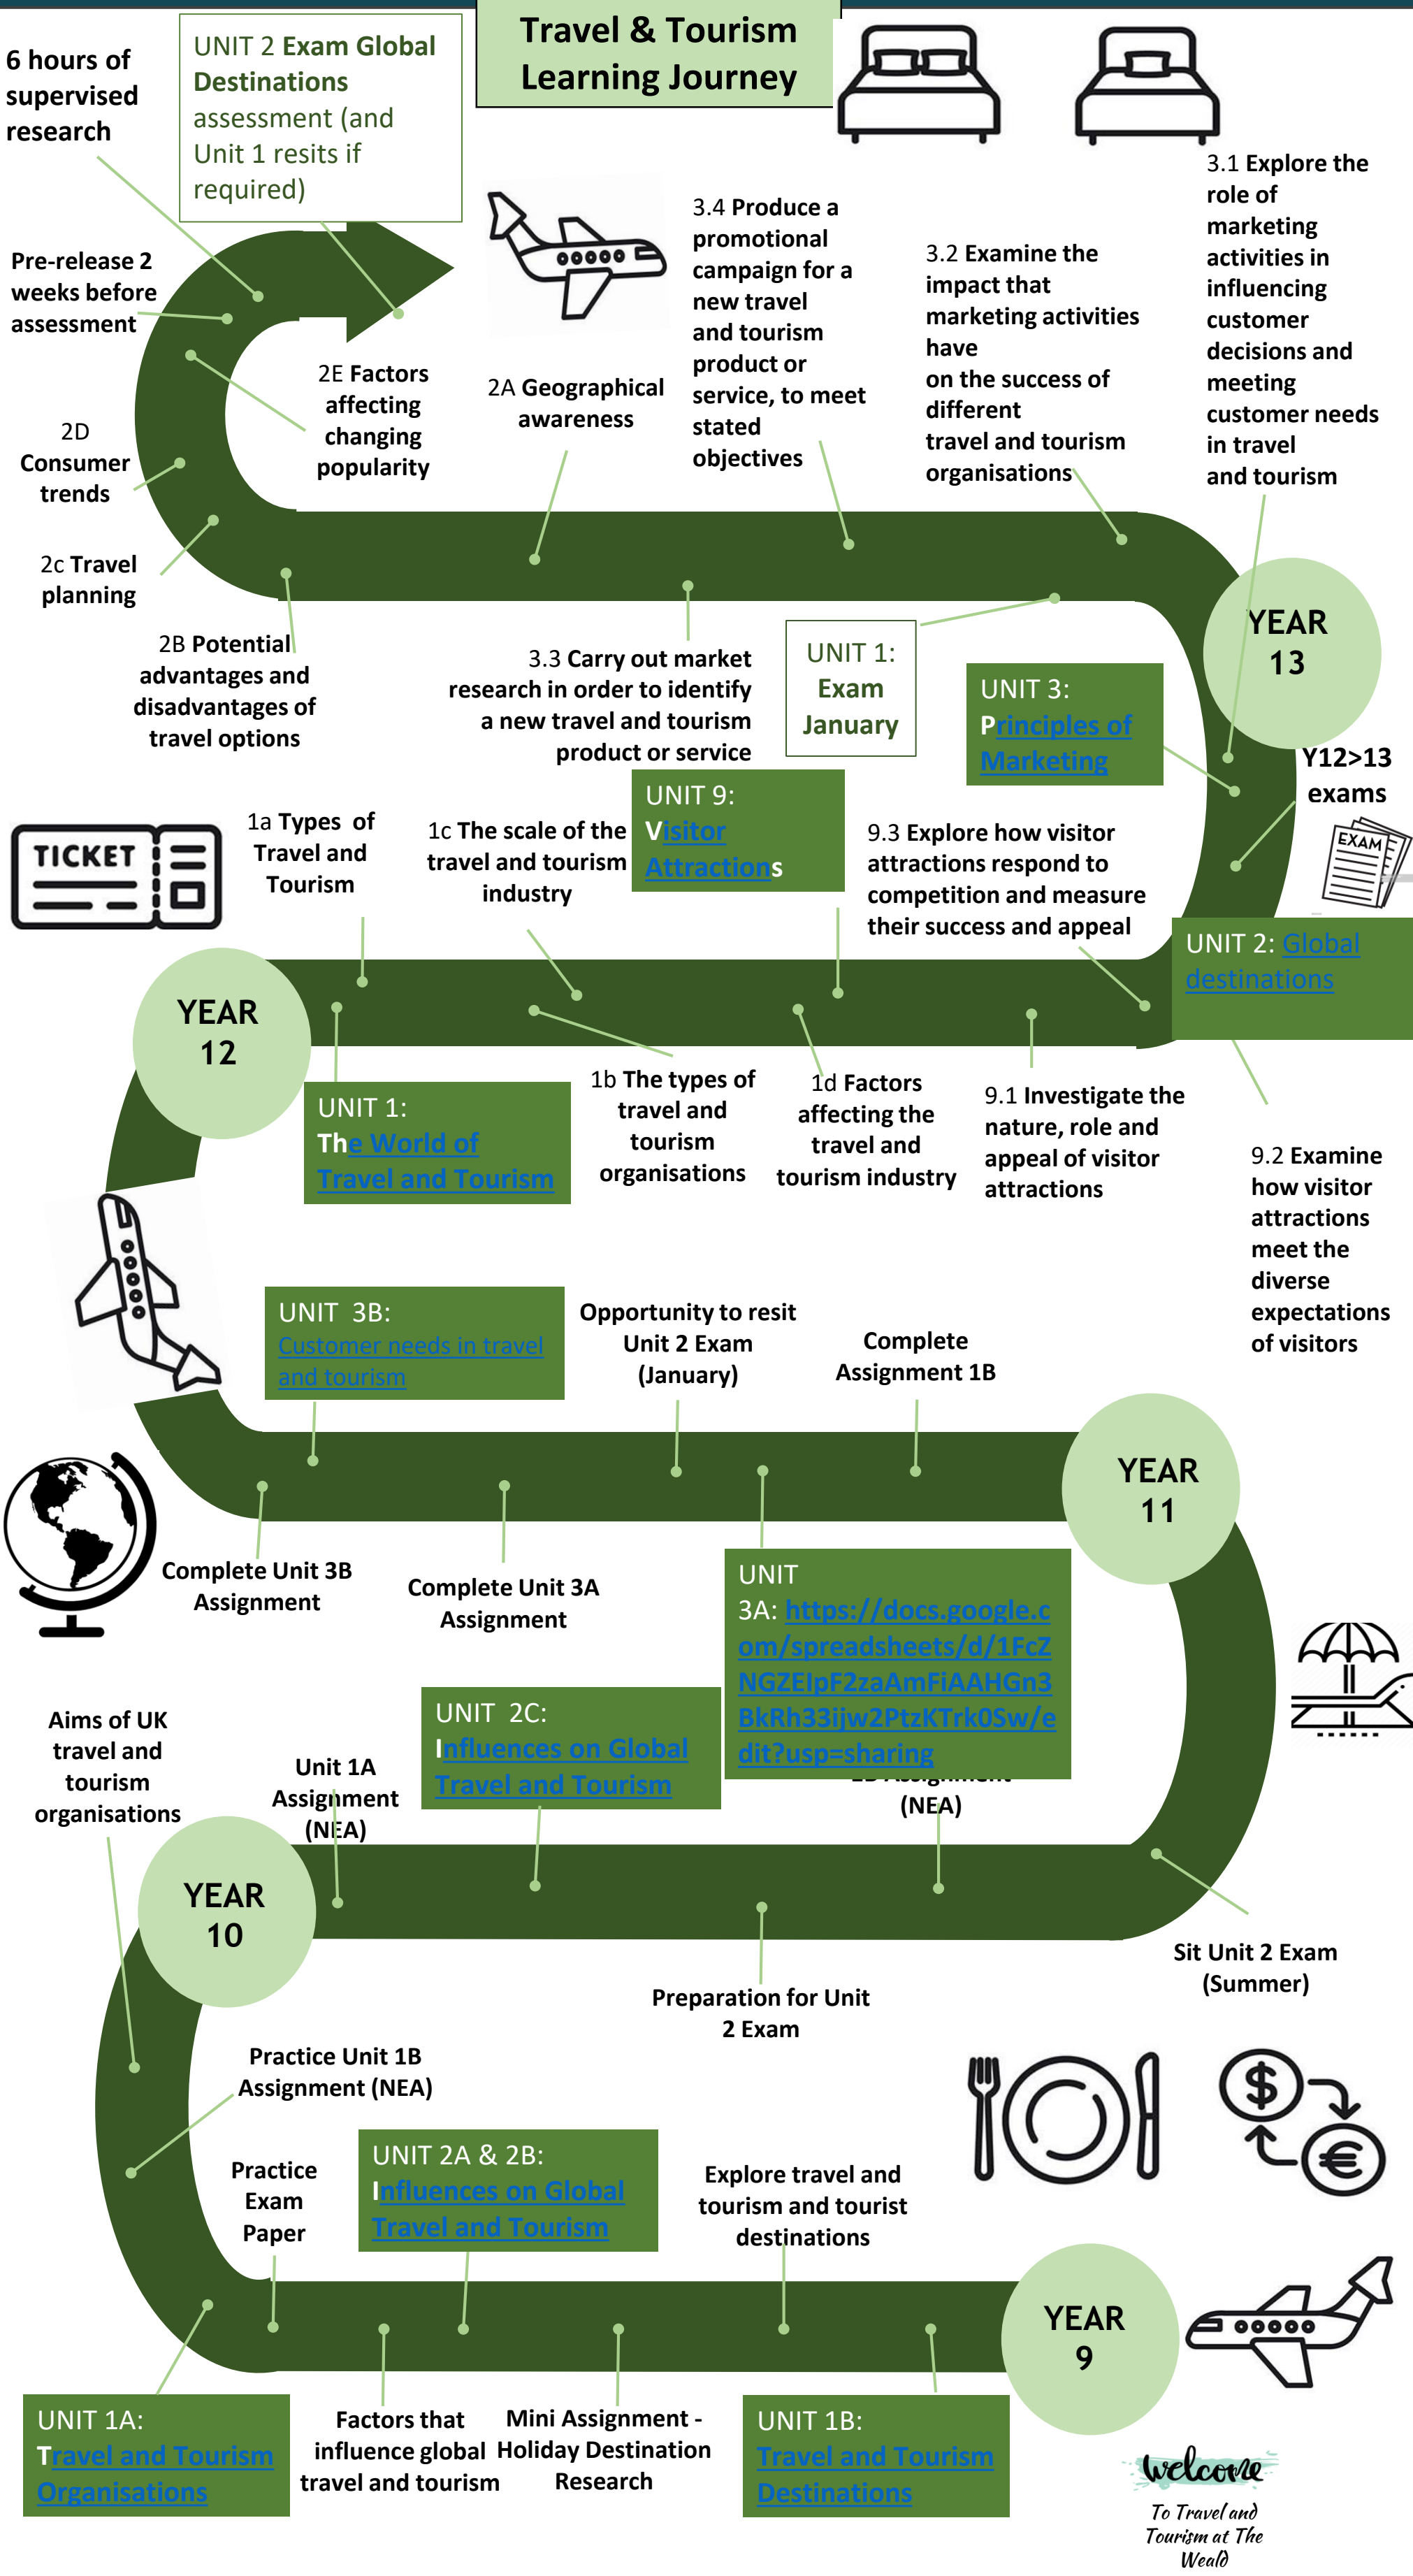 Travel & Tourism
Learning Journey
6 hours of
supervised
research
UNIT 2 Exam Global
Destinations
assessment (and
Unit 1 resits if
required)
Pre-release 2
weeks before
assessment
2E Factors
affecting
changing
popularity
2D
Consumer
trends
2c Travel
planning
2B Potential
advantages and
disadvantages of
travel options
2A Geographical
awareness
3.4 Produce a
promotional
campaign for a
new travel
and tourism
product or
service, to meet
stated
objectives
3.2 Examine the
impact that
marketing activities
have
on the success of
different
travel and tourism
organisations
3.1 Explore the
role of
marketing
activities in
influencing
customer
decisions and
meeting
customer needs
in travel
and tourism
3.3 Carry out market
research in order to identify
a new travel and tourism
product or service
UNIT 1:
Exam
January
UNIT 3:
Principles of
Marketing
YEAR
13
Y12>13
exams
EXAM
TICKET
1a Types of
Travel and
Tourism
1c The scale of the
travel and tourism
industry
UNIT 9:
Visitor
Attractions
9.3 Explore how visitor
attractions respond to
competition and measure
their success and appeal
UNIT 2: Global
destinations
YEAR
12
UNIT 1:
The World of
Travel and Tourism
1b The types of
travel and
tourism
organisations
1d Factors
affecting the
travel and
tourism industry
9.1 Investigate the
nature, role and
appeal of visitor
attractions
9.2 Examine
how visitor
attractions
meet the
diverse
expectations
of visitors
UNIT 3B:
Customer needs in travel
and tourism
Opportunity to resit
Unit 2 Exam
(January)
Complete
Assignment 1B
YEAR
11
Complete Unit 3B
Assignment
Complete Unit 3A
Assignment
UNIT
3A: https://docs.google.c
om/spreadsheets/d/1FcZ
NGZEIpF2zaAmFiAAHGn3
BkRh33ijw2PtzKTrk0Sw/e
dit?usp=sharing
(NEA)
Aims of UK
travel and
tourism
organisations
Unit 1A
Assignment
(NEA)
UNIT 2C:
Influences on Global
Travel and Tourism
YEAR
10
Preparation for Unit
2 Exam
Sit Unit 2 Exam
(Summer)
Practice Unit 1B
Assignment (NEA)
Practice
Exam
Paper
UNIT 2A & 2B:
Influences on Global
Travel and Tourism
Explore travel and
tourism and tourist
destinations
$
€
YEAR
9
UNIT 1A:
Travel and Tourism
Organisations
Factors that
influence global
travel and tourism
Mini Assignment -
Holiday Destination
Research
UNIT 1B:
Travel and Tourism
Destinations
welcome
To Travel and
Tourism at The
Weald